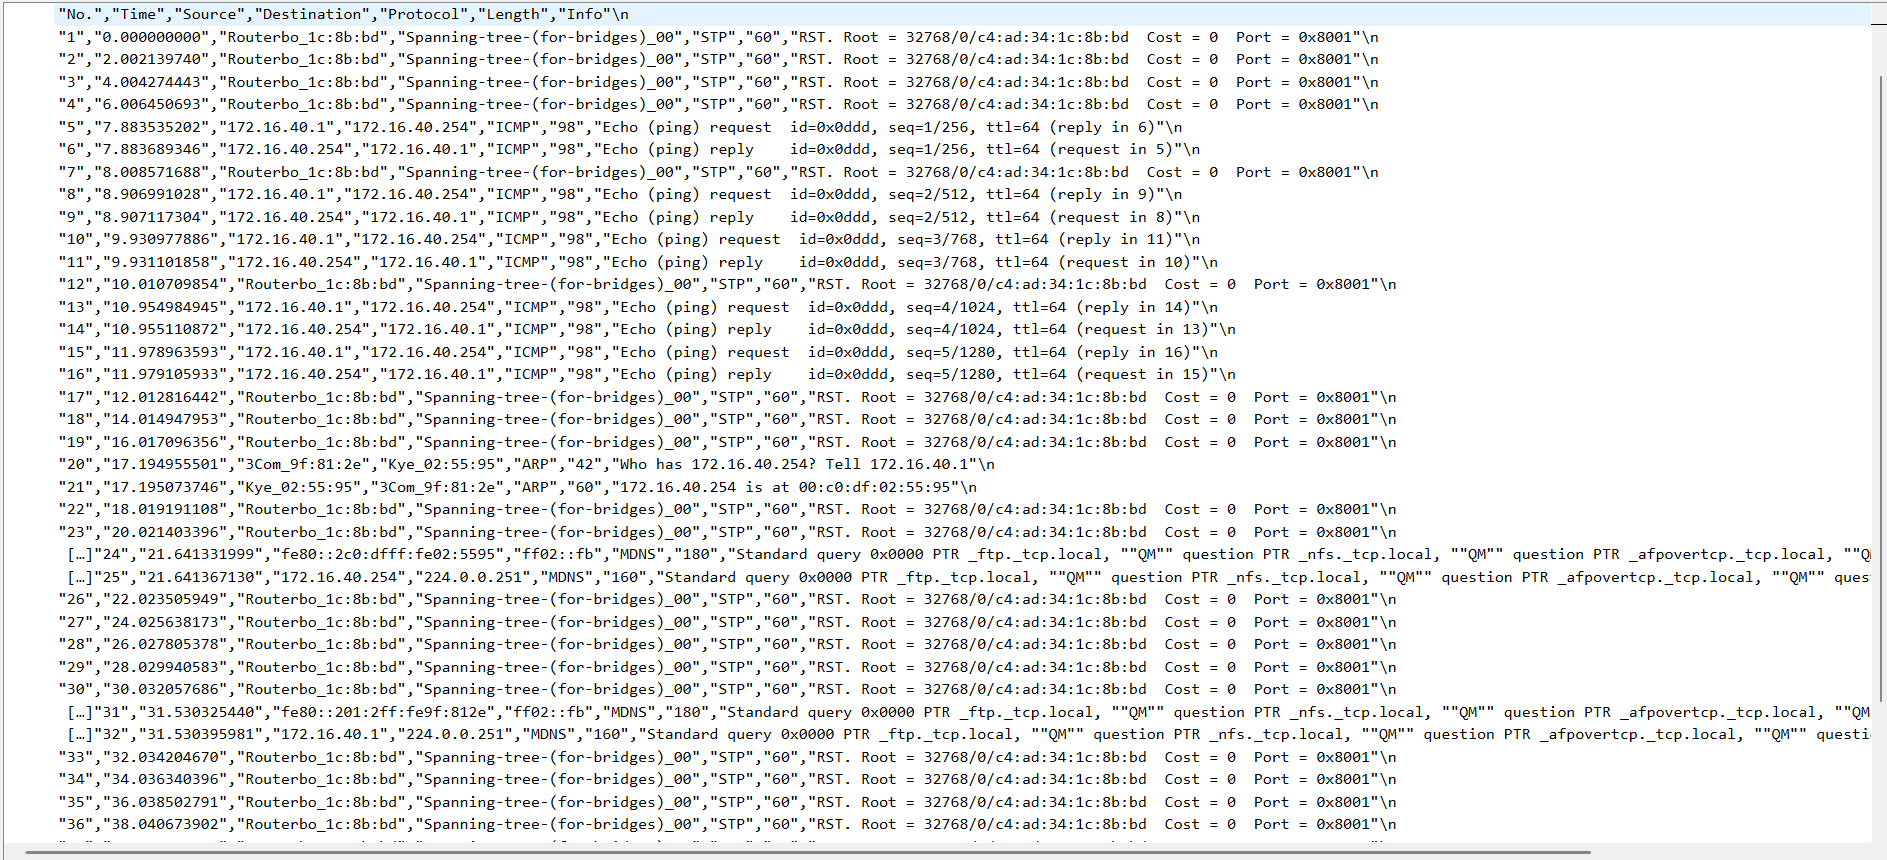 "No.","Time","Source","Destination","Protocol","Length","Info"\n
"1","0.000000000","Routerbo_1c:8b:bd","Spanning-tree-(for-bridges)_00","STP","60","RST. Root = 32768/0/c4:ad:34:1c:8b:bd  Cost = 0  Port = 0x8001"\n
"2","2.002139740","Routerbo_1c:8b:bd","Spanning-tree-(for-bridges)_00","STP","60","RST. Root = 32768/0/c4:ad:34:1c:8b:bd  Cost = 0  Port = 0x8001"\n
"3","4.004274443","Routerbo_1c:8b:bd","Spanning-tree-(for-bridges)_00","STP","60","RST. Root = 32768/0/c4:ad:34:1c:8b:bd  Cost = 0  Port = 0x8001"\n
"4","6.006450693","Routerbo_1c:8b:bd","Spanning-tree-(for-bridges)_00","STP","60","RST. Root = 32768/0/c4:ad:34:1c:8b:bd  Cost = 0  Port = 0x8001"\n
"5","7.883535202","172.16.40.1","172.16.40.254","ICMP","98","Echo (ping) request  id=0x0ddd, seq=1/256, ttl=64 (reply in 6)"\n
"6","7.883689346","172.16.40.254","172.16.40.1","ICMP","98","Echo (ping) reply    id=0x0ddd, seq=1/256, ttl=64 (request in 5)"\n
"7","8.008571688","Routerbo_1c:8b:bd","Spanning-tree-(for-bridges)_00","STP","60","RST. Root = 32768/0/c4:ad:34:1c:8b:bd  Cost = 0  Port = 0x8001"\n
"8","8.906991028","172.16.40.1","172.16.40.254","ICMP","98","Echo (ping) request  id=0x0ddd, seq=2/512, ttl=64 (reply in 9)"\n
"9","8.907117304","172.16.40.254","172.16.40.1","ICMP","98","Echo (ping) reply    id=0x0ddd, seq=2/512, ttl=64 (request in 8)"\n
"10","9.930977886","172.16.40.1","172.16.40.254","ICMP","98","Echo (ping) request  id=0x0ddd, seq=3/768, ttl=64 (reply in 11)"\n
"11","9.931101858","172.16.40.254","172.16.40.1","ICMP","98","Echo (ping) reply    id=0x0ddd, seq=3/768, ttl=64 (request in 10)"\n
"12","10.010709854","Routerbo_1c:8b:bd","Spanning-tree-(for-bridges)_00","STP","60","RST. Root = 32768/0/c4:ad:34:1c:8b:bd  Cost = 0  Port = 0x8001"\n
"13","10.954984945","172.16.40.1","172.16.40.254","ICMP","98","Echo (ping) request  id=0x0ddd, seq=4/1024, ttl=64 (reply in 14)"\n
"14","10.955110872","172.16.40.254","172.16.40.1","ICMP","98","Echo (ping) reply    id=0x0ddd, seq=4/1024, ttl=64 (request in 13)"\n
"15","11.978963593","172.16.40.1","172.16.40.254","ICMP","98","Echo (ping) request  id=0x0ddd, seq=5/1280, ttl=64 (reply in 16)"\n
"16","11.979105933","172.16.40.254","172.16.40.1","ICMP","98","Echo (ping) reply    id=0x0ddd, seq=5/1280, ttl=64 (request in 15)"\n
"17","12.012816442","Routerbo_1c:8b:bd","Spanning-tree-(for-bridges)_00","STP","60","RST. Root = 32768/0/c4:ad:34:1c:8b:bd  Cost = 0  Port = 0x8001"\n
"18","14.014947953","Routerbo_1c:8b:bd","Spanning-tree-(for-bridges)_00","STP","60","RST. Root = 32768/0/c4:ad:34:1c:8b:bd  Cost = 0  Port = 0x8001"\n
"19","16.017096356","Routerbo_1c:8b:bd","Spanning-tree-(for-bridges)_00","STP","60","RST. Root = 32768/0/c4:ad:34:1c:8b:bd  Cost = 0  Port = 0x8001"\n
"20","17.194955501","3Com_9f:81:2e","Kye_02:55:95","ARP","42","Who has 172.16.40.254? Tell 172.16.40.1"\n
"21","17.195073746","Kye_02:55:95","3Com_9f:81:2e","ARP","60","172.16.40.254 is at 00:c0:df:02:55:95"\n
"22","18.019191108","Routerbo_1c:8b:bd","Spanning-tree-(for-bridges)_00","STP","60","RST. Root = 32768/0/c4:ad:34:1c:8b:bd  Cost = 0  Port = 0x8001"\n
"23","20.021403396","Routerbo_1c:8b:bd","Spanning-tree-(for-bridges)_00","STP","60","RST. Root = 32768/0/c4:ad:34:1c:8b:bd  Cost = 0  Port = 0x8001"\n
[…]"24","21.641331999","fe80::2c0:dfff:fe02:5595","ff02::fb","MDNS","180","Standard query 0x0000 PTR _ftp._tcp.local, ""QM"" question PTR _nfs._tcp.local, ""QM"" question PTR _afpovertcp._tcp.local, ""Q
[…]"25","21.641367130","172.16.40.254","224.0.0.251","MDNS","160","Standard query 0x0000 PTR _ftp._tcp.local, ""QM"" question PTR _nfs._tcp.local, ""QM"" question PTR _afpovertcp._tcp.local, ""QM"" ques
"26","22.023505949","Routerbo_1c:8b:bd","Spanning-tree-(for-bridges)_00","STP","60","RST. Root = 32768/0/c4:ad:34:1c:8b:bd  Cost = 0  Port = 0x8001"\n
"27","24.025638173","Routerbo_1c:8b:bd","Spanning-tree-(for-bridges)_00","STP","60","RST. Root = 32768/0/c4:ad:34:1c:8b:bd  Cost = 0  Port = 0x8001"\n
"28","26.027805378","Routerbo_1c:8b:bd","Spanning-tree-(for-bridges)_00","STP","60","RST. Root = 32768/0/c4:ad:34:1c:8b:bd  Cost = 0  Port = 0x8001"\n
"29","28.029940583","Routerbo_1c:8b:bd","Spanning-tree-(for-bridges)_00","STP","60","RST. Root = 32768/0/c4:ad:34:1c:8b:bd  Cost = 0  Port = 0x8001"\n
"30","30.032057686","Routerbo_1c:8b:bd","Spanning-tree-(for-bridges)_00","STP","60","RST. Root = 32768/0/c4:ad:34:1c:8b:bd  Cost = 0  Port = 0x8001"\n
[…]"31","31.530325440","fe80::201:2ff:fe9f:812e","ff02::fb","MDNS","180","Standard query 0x0000 PTR _ftp._tcp.local, ""QM"" question PTR _nfs._tcp.local, ""QM"" question PTR _afpovertcp._tcp.local, ""QM
[…]"32","31.530395981","172.16.40.1","224.0.0.251","MDNS","160","Standard query 0x0000 PTR _ftp._tcp.local, ""QM"" question PTR _nfs._tcp.local, ""QM"" question PTR _afpovertcp._tcp.local, ""QM"" questi
"33","32.034204670","Routerbo_1c:8b:bd","Spanning-tree-(for-bridges)_00","STP","60","RST. Root = 32768/0/c4:ad:34:1c:8b:bd  Cost = 0  Port = 0x8001"\n
"34","34.036340396","Routerbo_1c:8b:bd","Spanning-tree-(for-bridges)_00","STP","60","RST. Root = 32768/0/c4:ad:34:1c:8b:bd  Cost = 0  Port = 0x8001"\n
"35","36.038502791","Routerbo_1c:8b:bd","Spanning-tree-(for-bridges)_00","STP","60","RST. Root = 32768/0/c4:ad:34:1c:8b:bd  Cost = 0  Port = 0x8001"\n
"36","38.040673902","Routerbo_1c:8b:bd","Spanning-tree-(for-bridges)_00","STP","60","RST. Root = 32768/0/c4:ad:34:1c:8b:bd  Cost = 0  Port = 0x8001"\n